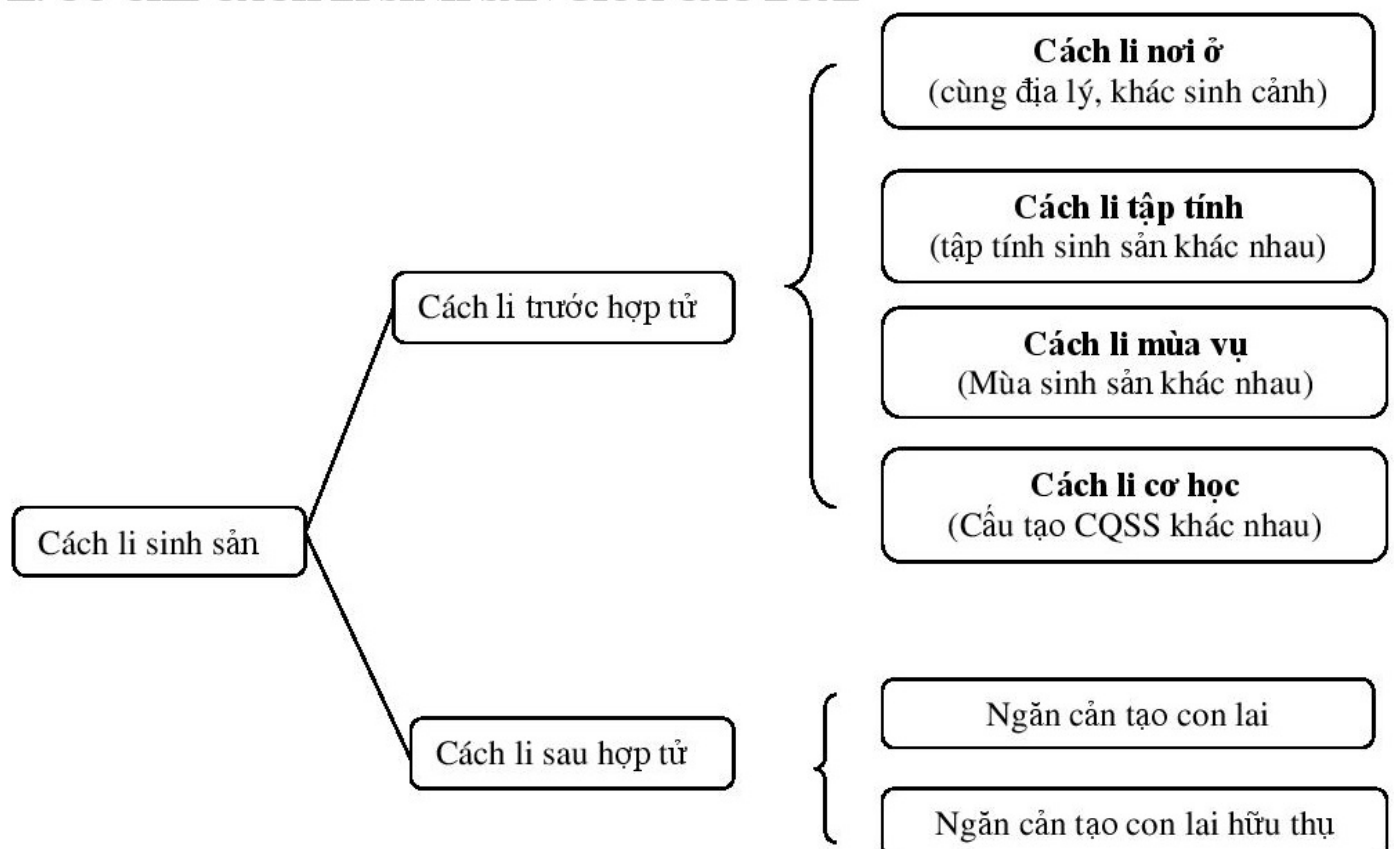 Cách li nơi ở
(cùng địa lý, khác sinh cảnh)
Cách li tập tính
(tập tính sinh sản khác nhau)
Cách li trước hợp tử
Cách li mùa vụ
(Mùa sinh sản khác nhau)
Cách li cơ học
(Cấu tạo CQSS khác nhau)
Cách li sinh sản
Cách li sau hợp tử
Ngăn cản tạo con lai
Ngăn cản tạo con lai hữu thụ